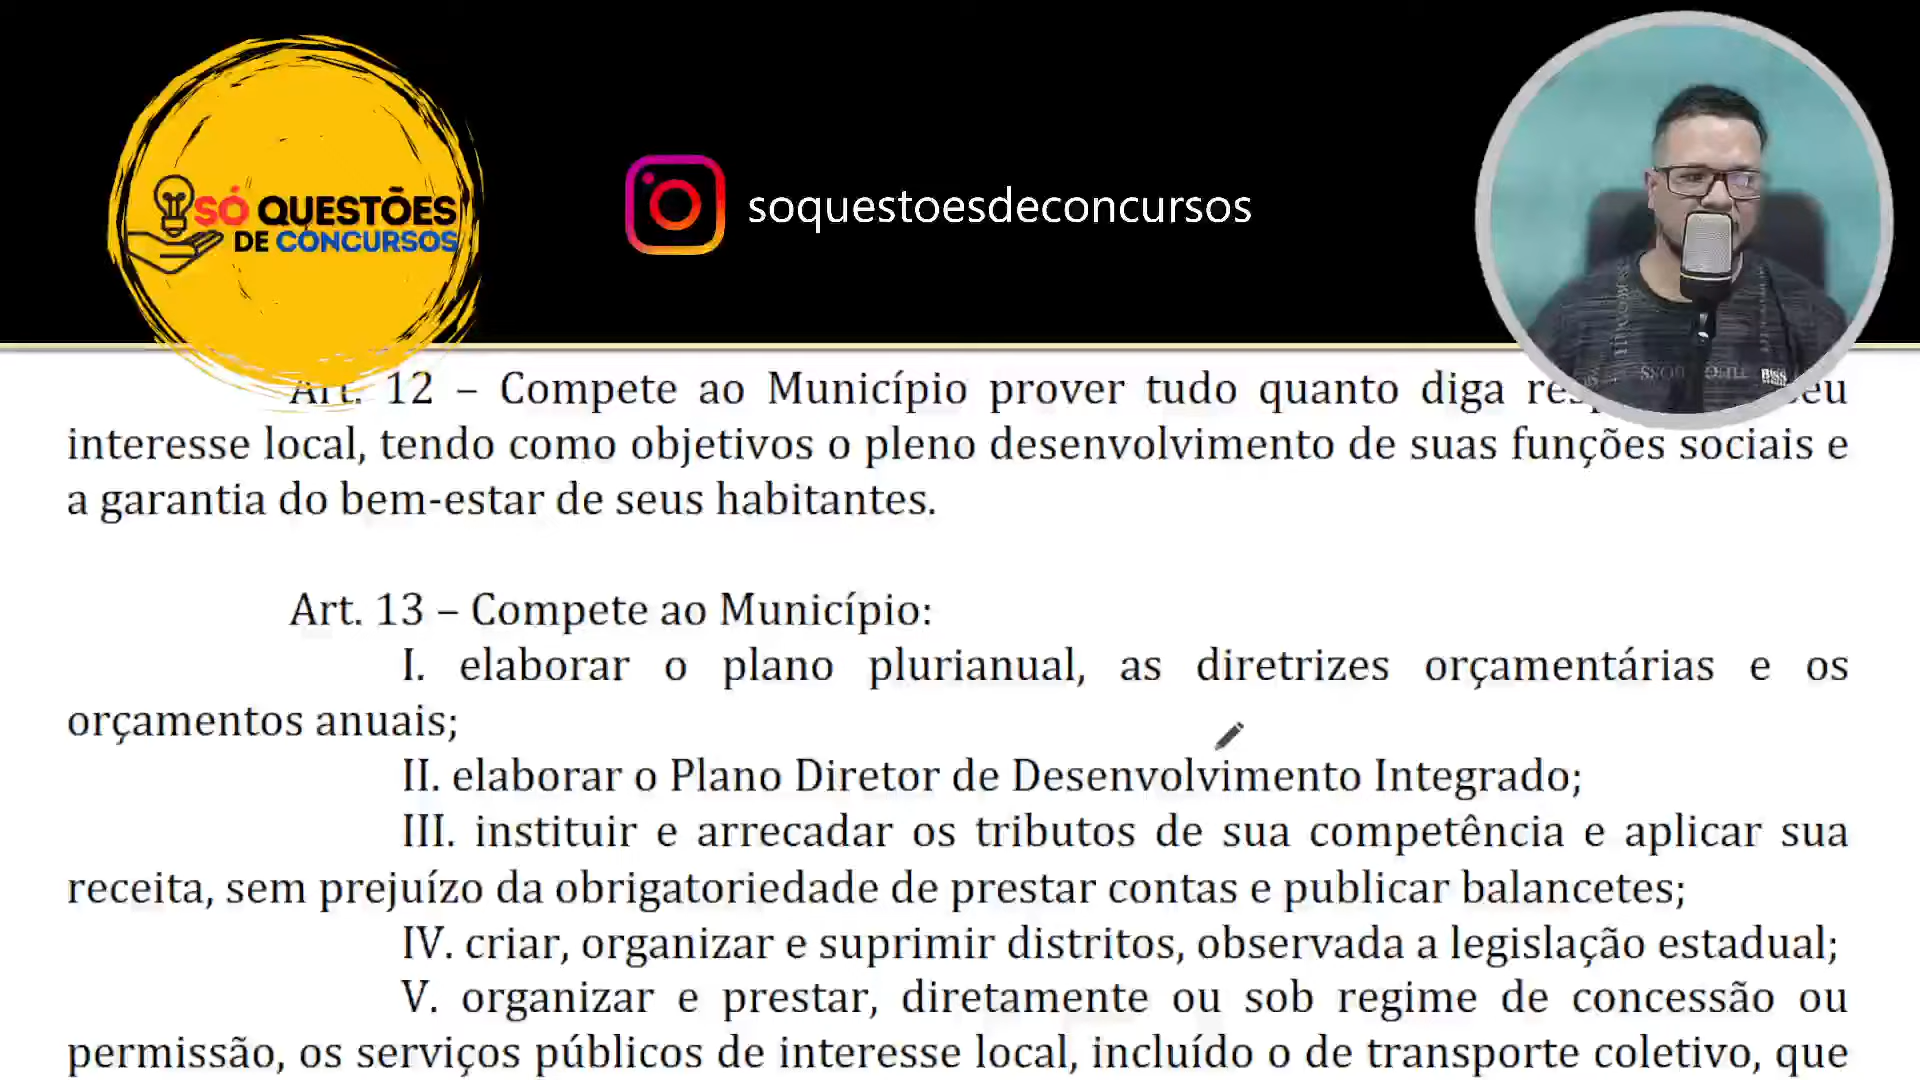 SÓ QUESTÕES
DE CONCURSOS
soquestoesdeconcursos
Art. 12 – Compete ao Município prover tudo quanto diga
interesse local, tendo como objetivos o pleno desenvolvimento de suas funções sociais e
a garantia do bem-estar de seus habitantes.
Art. 13 – Compete ao Município:
I. elaborar o plano plurianual, as diretrizes orçamentárias e os
orçamentos anuais;
II. elaborar o Plano Diretor de Desenvolvimento Integrado;
III. instituir e arrecadar os tributos de sua competência e aplicar sua
receita, sem prejuízo da obrigatoriedade de prestar contas e publicar balancetes;
IV. criar, organizar e suprimir distritos, observada a legislação estadual;
V. organizar e prestar, diretamente ou sob regime de concessão ou
permissão, os serviços públicos de interesse local, incluído o de transporte coletivo, que